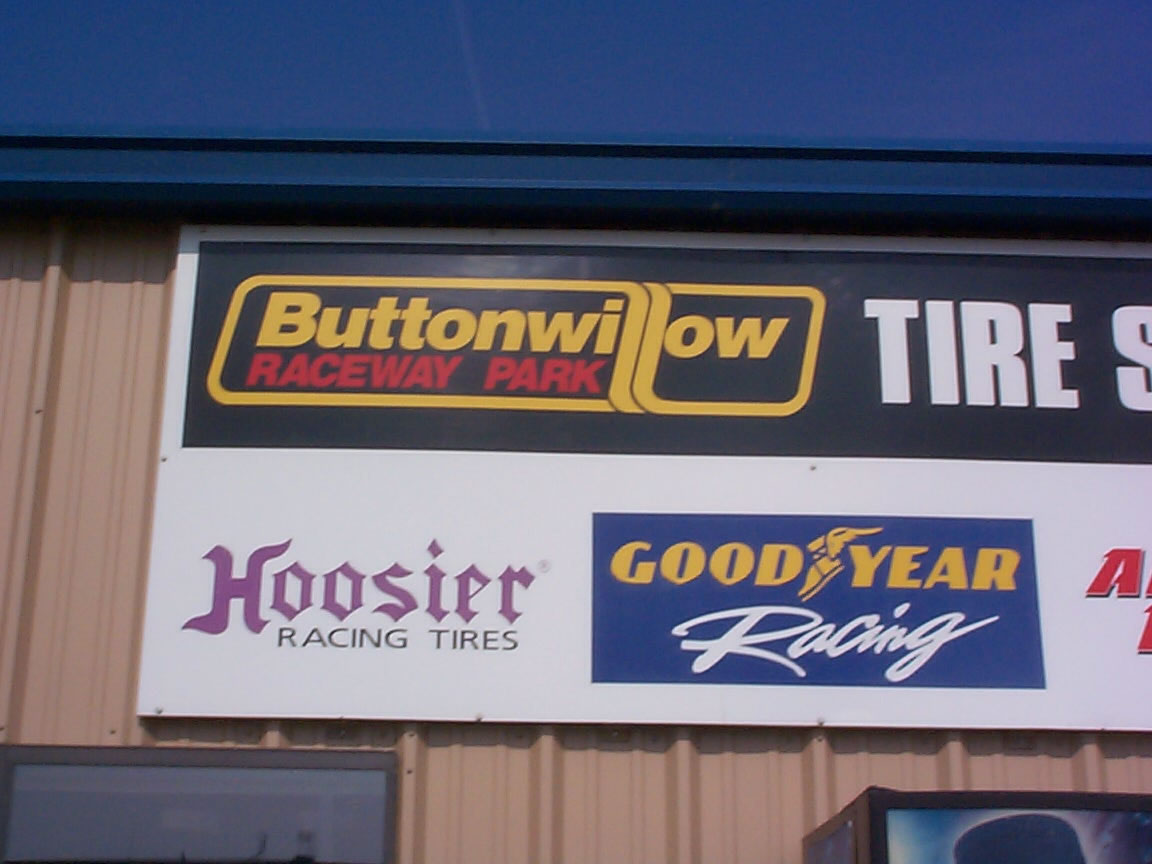 Buttonwillow TIRE S
RACEWAY PARK
Hoosier®
RACING TIRES
GOODYEAR
Racing